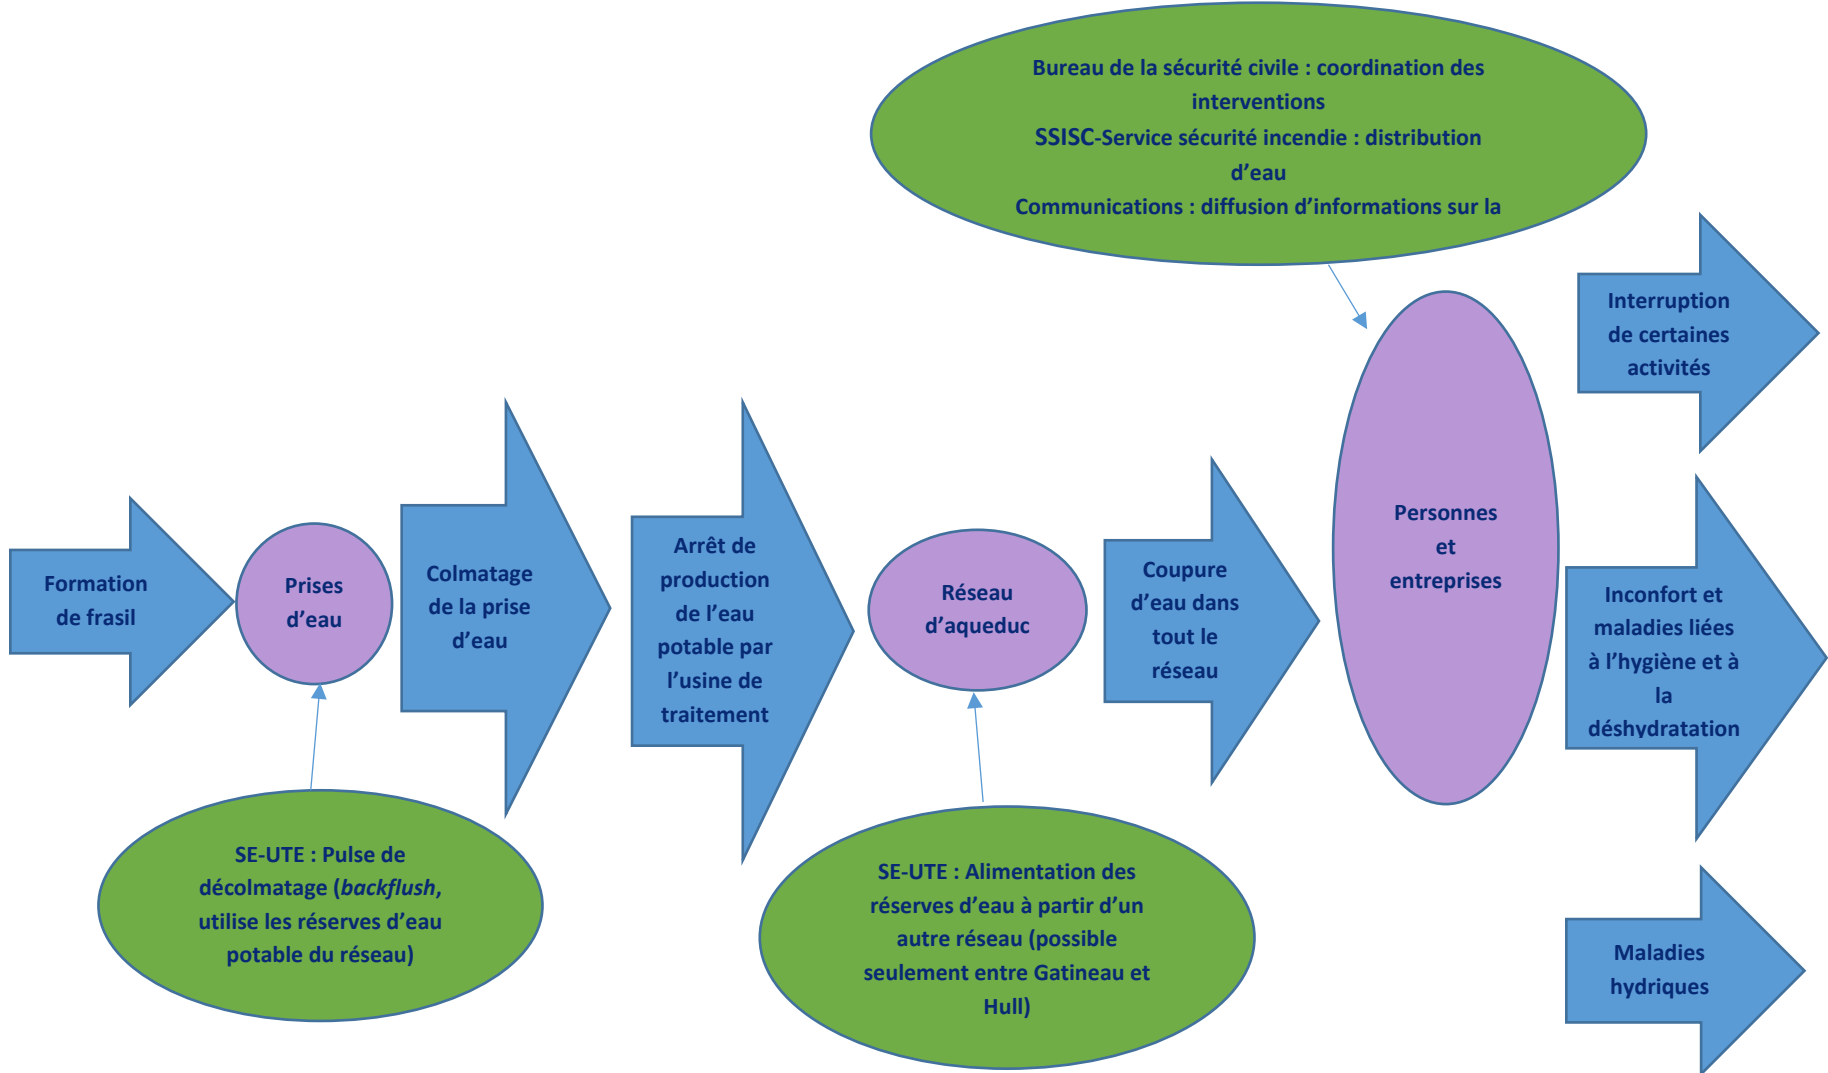 Bureau de la sécurité civile : coordination des
interventions
SSISC-Service sécurité incendie : distribution
d’eau
Communications : diffusion d’informations sur la
Interruption
de certaines
activités
Formation
de frasil
Prises
d’eau
Colmatage
de la prise
d’eau
Arrêt de
production
de l’eau
potable par
l’usine de
traitement
Réseau
d’aqueduc
Coupure
d’eau dans
tout le
réseau
Personnes
et
entreprises
Inconfort et
maladies liées
à l’hygiène et à
la
déshydratation
SE-UTE : Pulse de
décolmatage (backflush,
utilise les réserves d’eau
potable du réseau)
SE-UTE : Alimentation des
réserves d’eau à partir d’un
autre réseau (possible
seulement entre Gatineau et
Hull)
Maladies
hydriques